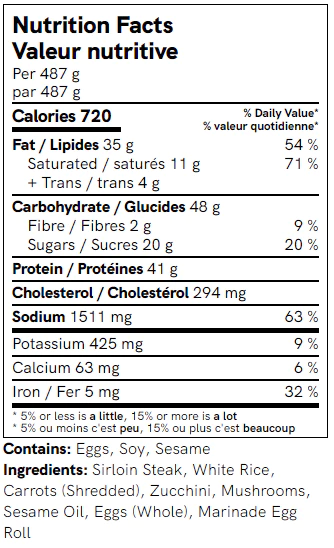 Nutrition Facts
Valeur nutritive
Per 487 g
par 487 g
Calories 720
% Daily Value*
% valeur quotidienne*
Fat / Lipides 35 g 54 %
Saturated / saturés 11 g 71 %
+ Trans / trans 4 g
Carbohydrate / Glucides 48 g
Fibre / Fibres 2 g 9 %
Sugars / Sucres 20 g 20 %
Protein / Protéines 41 g
Cholesterol / Cholestérol 294 mg
Sodium 1511 mg 63 %
Potassium 425 mg 9 %
Calcium 63 mg 6 %
Iron / Fer 5 mg 32 %
* 5% or less is a little, 15% or more is a lot
* 5% ou moins c'est peu, 15% ou plus c'est beaucoup
Contains: Eggs, Soy, Sesame
Ingredients: Sirloin Steak, White Rice,
Carrots (Shredded), Zucchini, Mushrooms,
Sesame Oil, Eggs (Whole), Marinade Egg
Roll